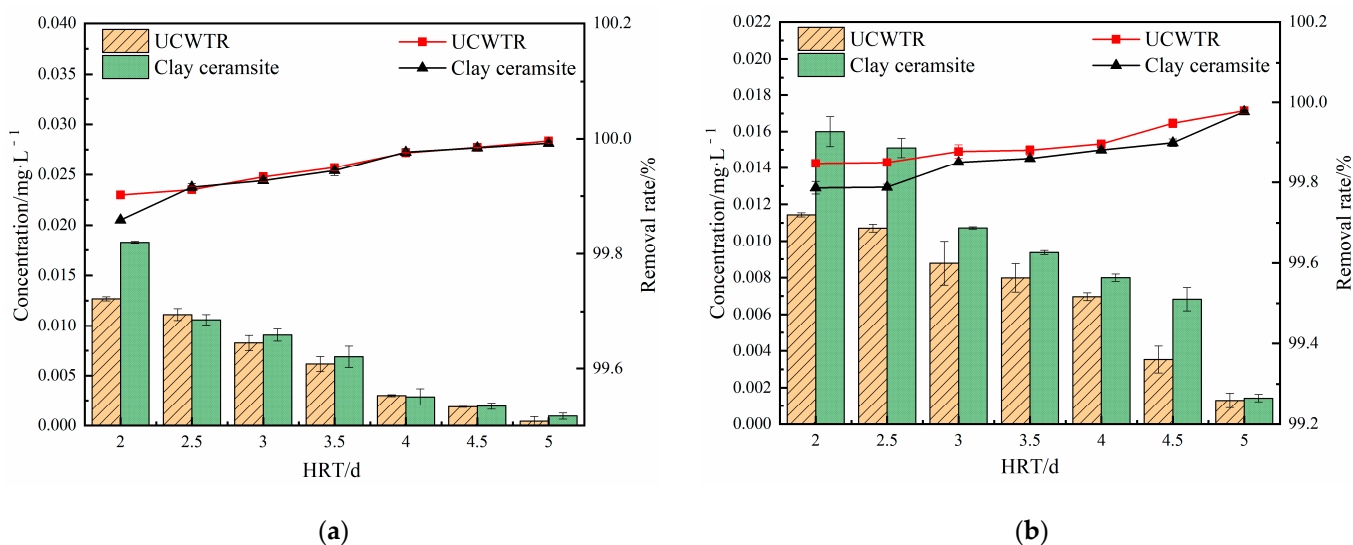 0.040
0.035
0.030
0.025
0.020
0.015
0.010
0.005
0.000
Concentration/mg·L⁻¹
UCWTR
Clay ceramsite
UCWTR
Clay ceramsite
100.2
100.0
99.8
99.6
Removal rate/%
2 2.5 3 3.5 4 4.5 5
HRT/d
(a)
0.022
0.020
0.018
0.016
0.014
0.012
0.010
0.008
0.006
0.004
0.002
0.000
Concentration/mg·L⁻¹
UCWTR
Clay ceramsite
UCWTR
Clay ceramsite
100.2
100.0
99.8
99.6
99.4
99.2
Removal rate/%
2 2.5 3 3.5 4 4.5 5
HRT/d
(b)